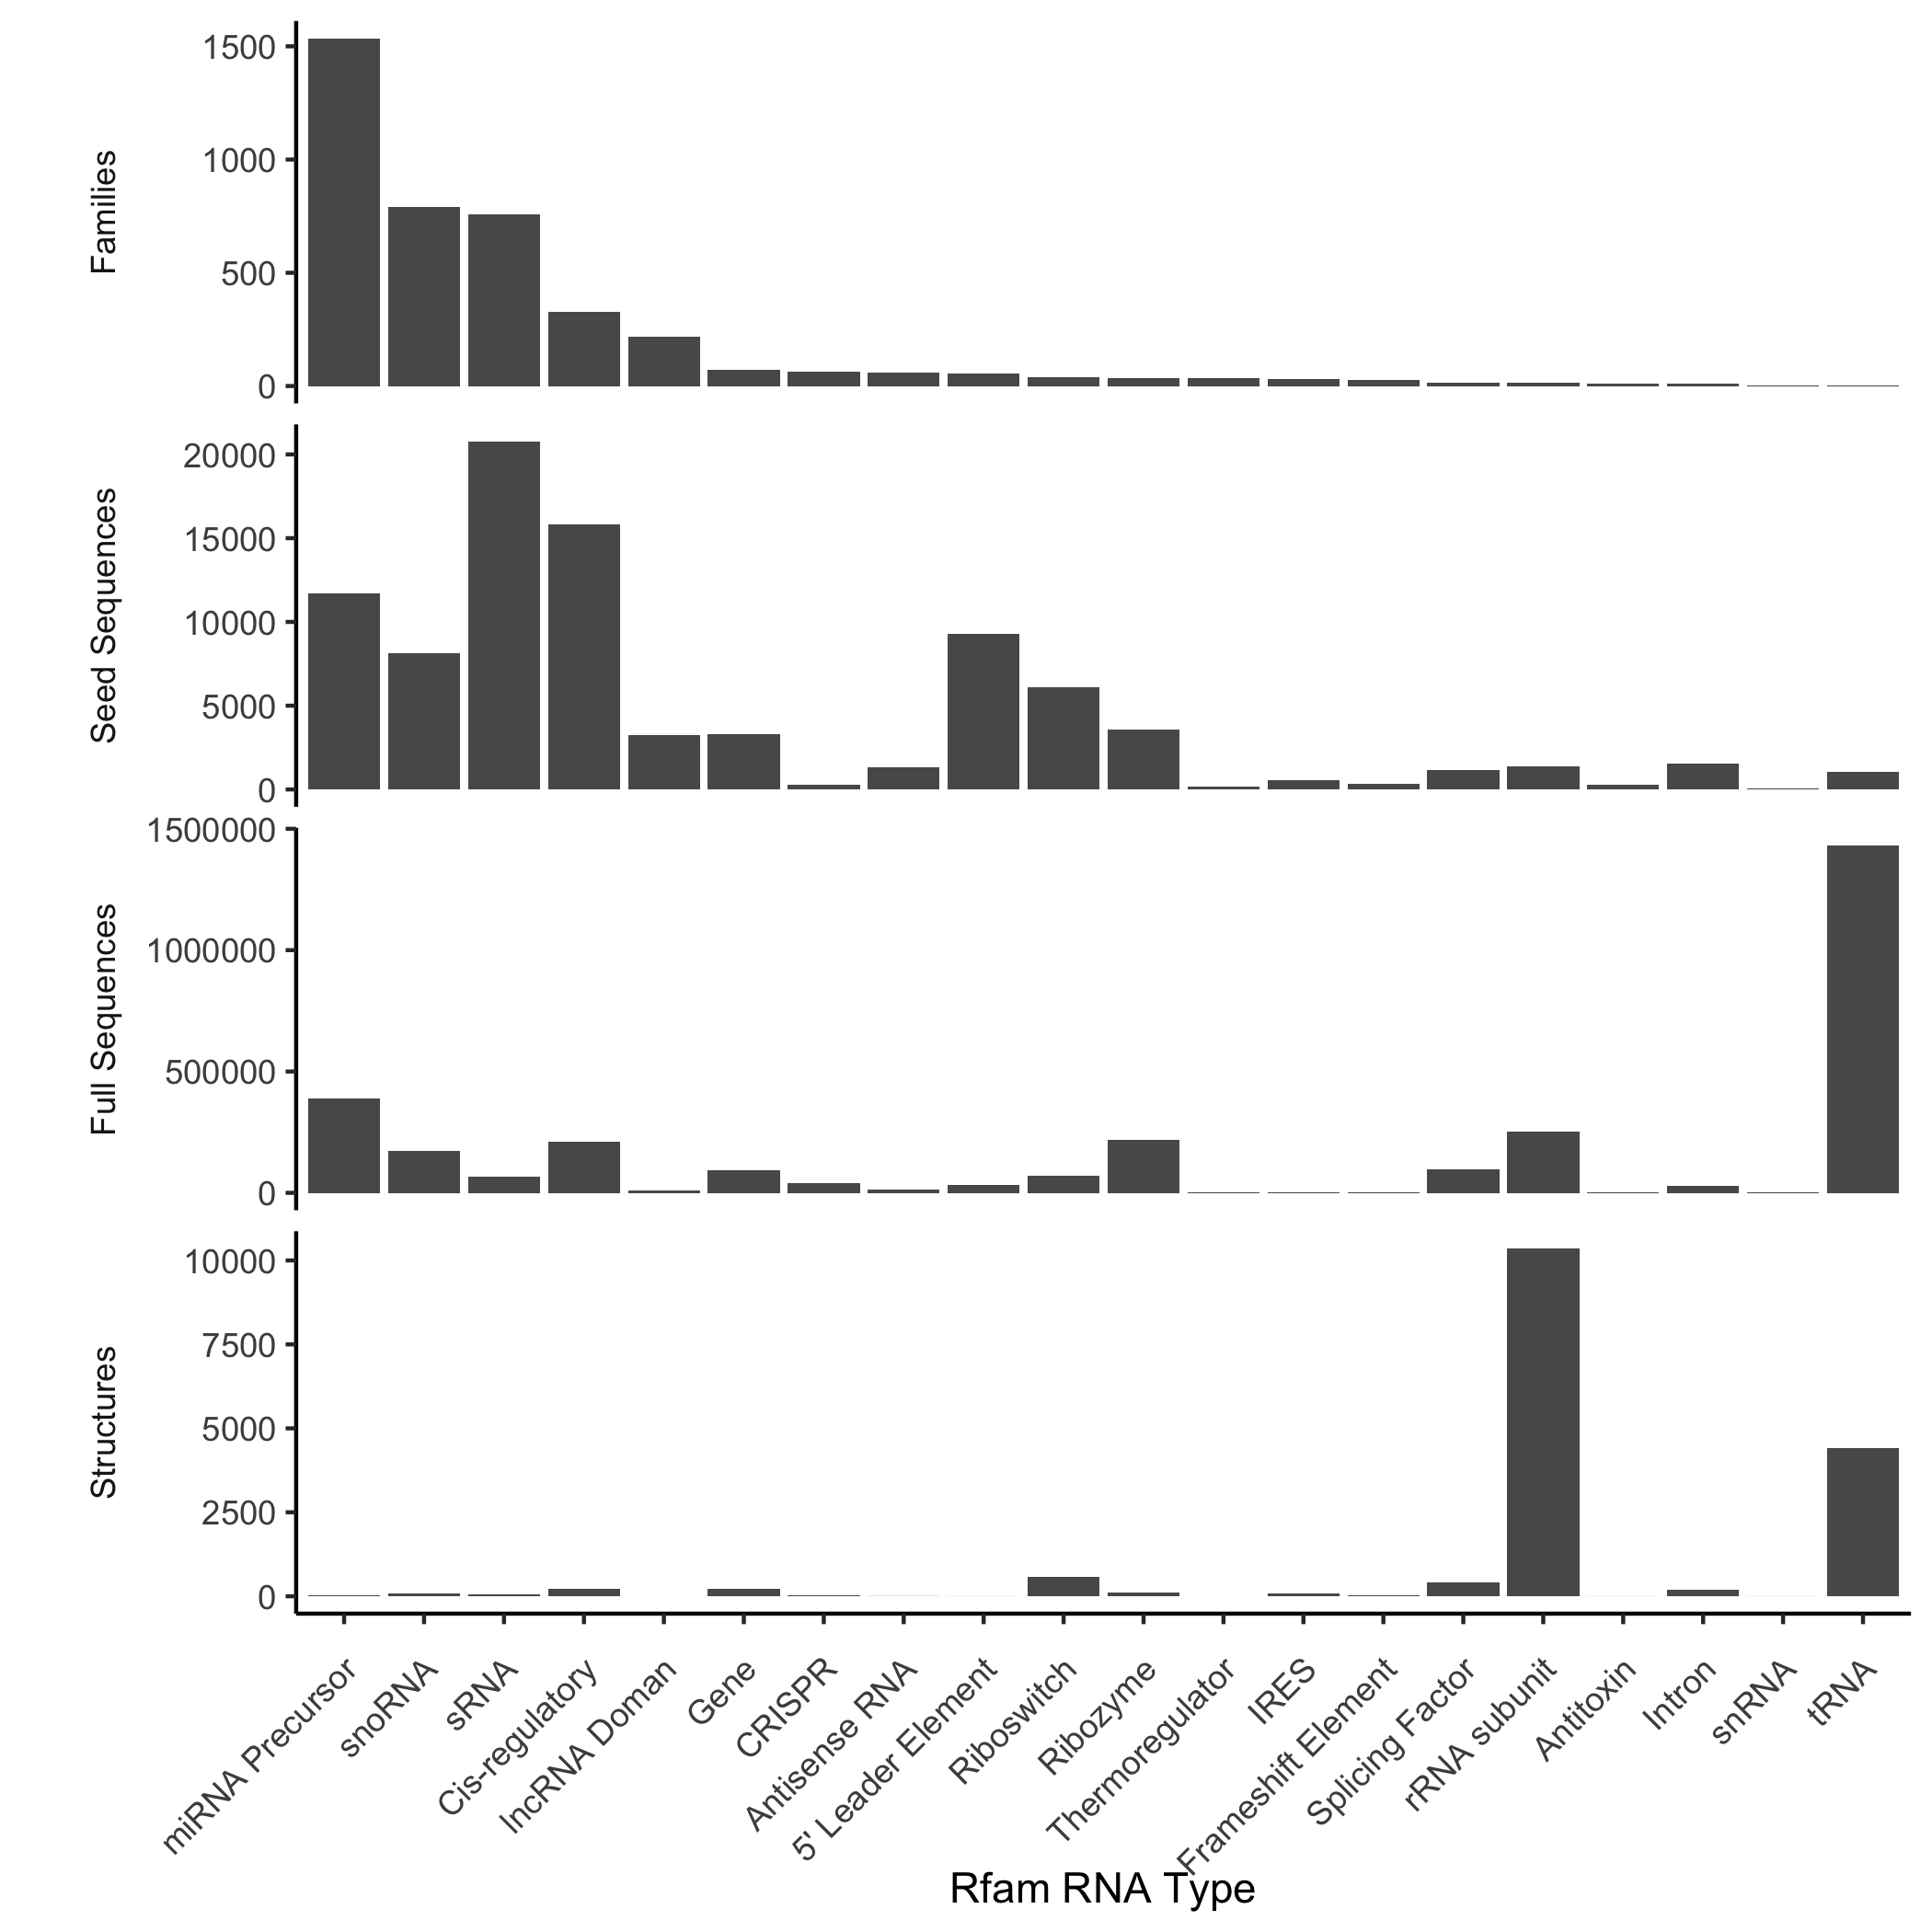 Families
1500
1000
500
0
Seed Sequences
20000
15000
10000
5000
0
Full Sequences
1500000
1000000
500000
0
Structures
10000
7500
5000
2500
0
miRNA Precursor
snoRNA
sRNA
Cis-regulatory
lncRNA Doman
Gene
CRISPR
Antisense RNA
5' Leader Element
Riboswitch
Ribozyme
Thermoregulator
IRES
Frameshift Element
Splicing Factor
rRNA subunit
Antitoxin
Intron
snRNA
tRNA
Rfam RNA Type